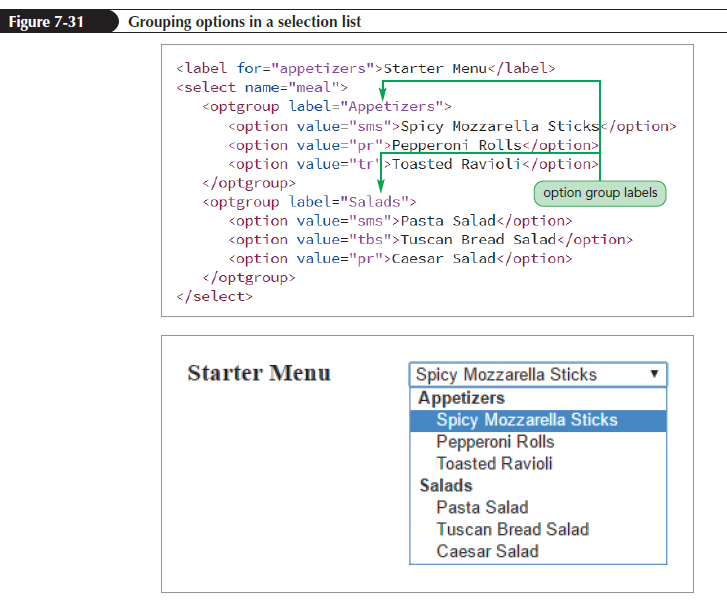 Figure 7-31 Grouping options in a selection list
<label for="appetizers">Starter Menu</label>
<select name="meal">
<optgroup label="Appetizers">
<option value="sms">Spicy Mozzarella Sticks</option>
<option value="pr">Pepperoni Rolls</option>
<option value="tr">Toasted Ravioli</option>
</optgroup>
option group labels
<optgroup label="Salads">
<option value="sms">Pasta Salad</option>
<option value="tbs">Tuscan Bread Salad</option>
<option value="pr">Caesar Salad</option>
</optgroup>
</select>
Starter Menu Spicy Mozzarella Sticks
Appetizers
Spicy Mozzarella Sticks
Pepperoni Rolls
Toasted Ravioli
Salads
Pasta Salad
Tuscan Bread Salad
Caesar Salad